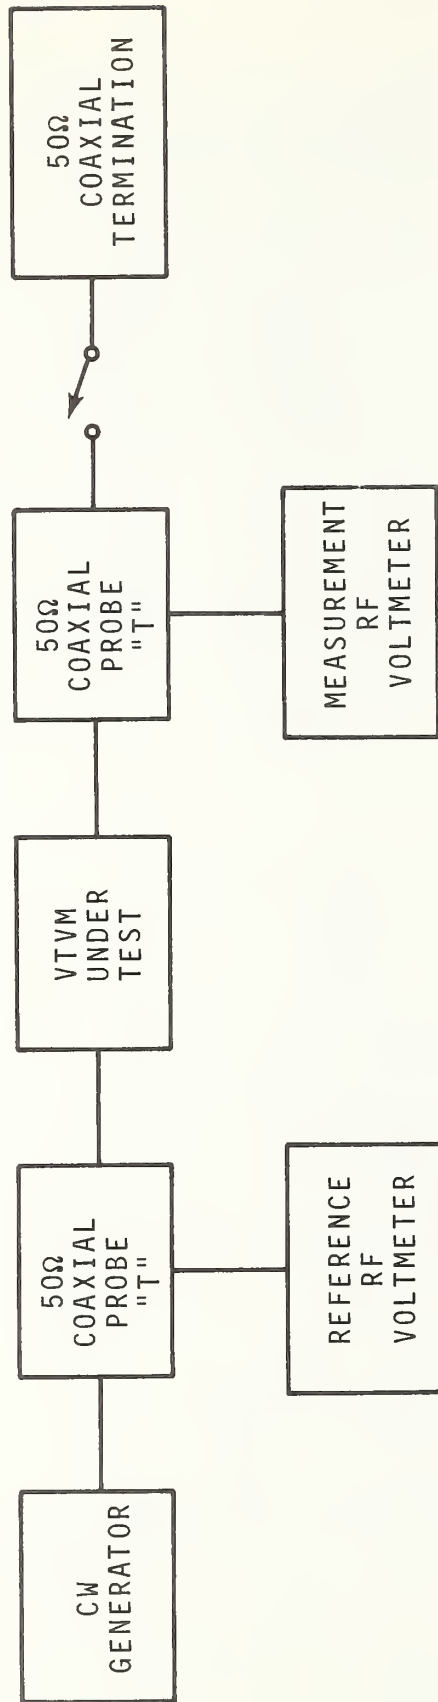 CW
GENERATOR
50Ω
COAXIAL
PROBE
"T"
REFERENCE
RF
VOLTMETER
VTVM
UNDER
TEST
50Ω
COAXIAL
PROBE
"T"
MEASUREMENT
RF
VOLTMETER
50Ω
COAXIAL
TERMINATION